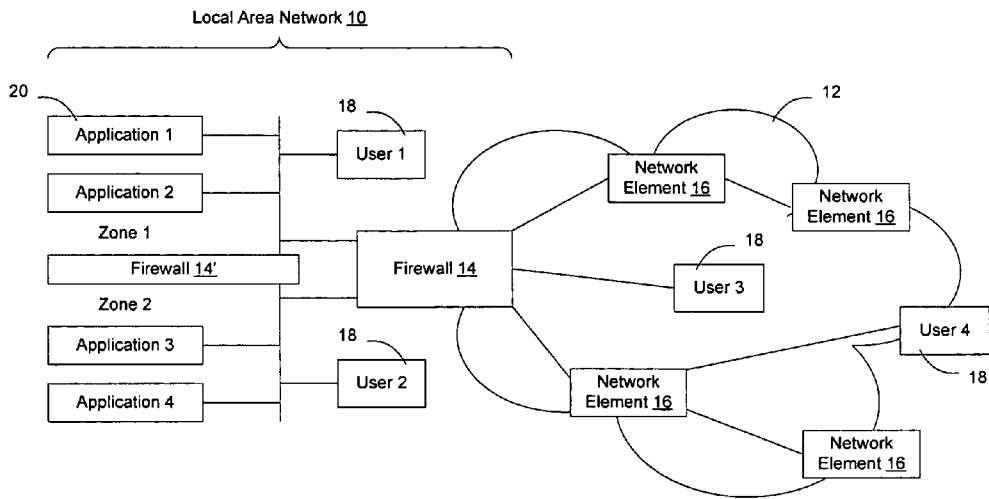 Local Area Network 10
20
Application 1
18
User 1
12
Network
Element 16
Network
Element 16
Application 2
Zone 1
Firewall 14'
Firewall 14
18
User 3
Zone 2
Application 3
18
User 2
User 4
18
Application 4
Network
Element 16
Network
Element 16